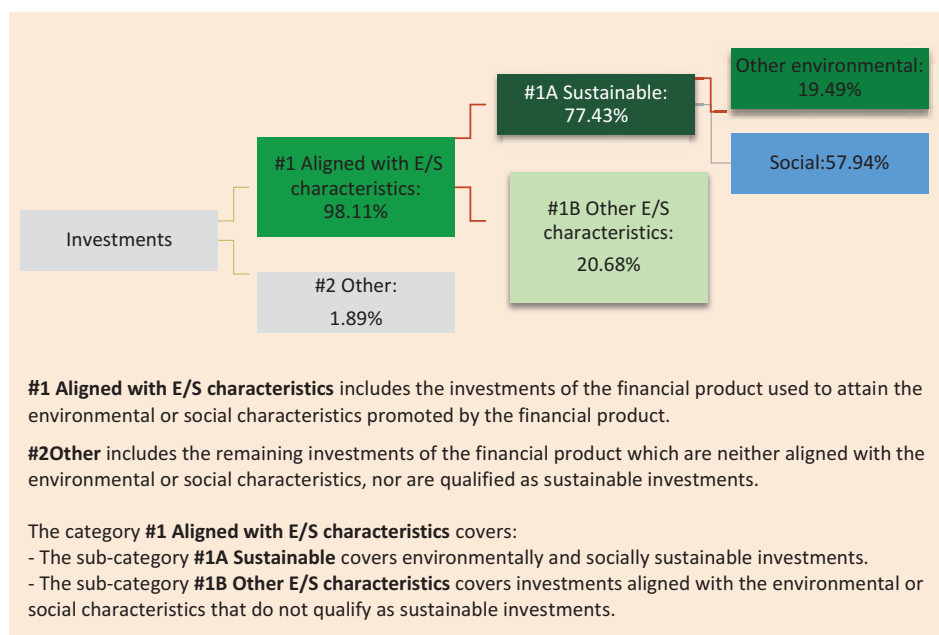 Investments
#1 Aligned with E/S
characteristics:
98.11%
#2 Other:
1.89%
#1A Sustainable:
77.43%
#1B Other E/S
characteristics:
20.68%
Other environmental:
19.49%
Social:57.94%
#1 Aligned with E/S characteristics includes the investments of the financial product used to attain the
environmental or social characteristics promoted by the financial product.
#2Other includes the remaining investments of the financial product which are neither aligned with the
environmental or social characteristics, nor are qualified as sustainable investments.
The category #1 Aligned with E/S characteristics covers:
- The sub-category #1A Sustainable covers environmentally and socially sustainable investments.
- The sub-category #1B Other E/S characteristics covers investments aligned with the environmental or
social characteristics that do not qualify as sustainable investments.